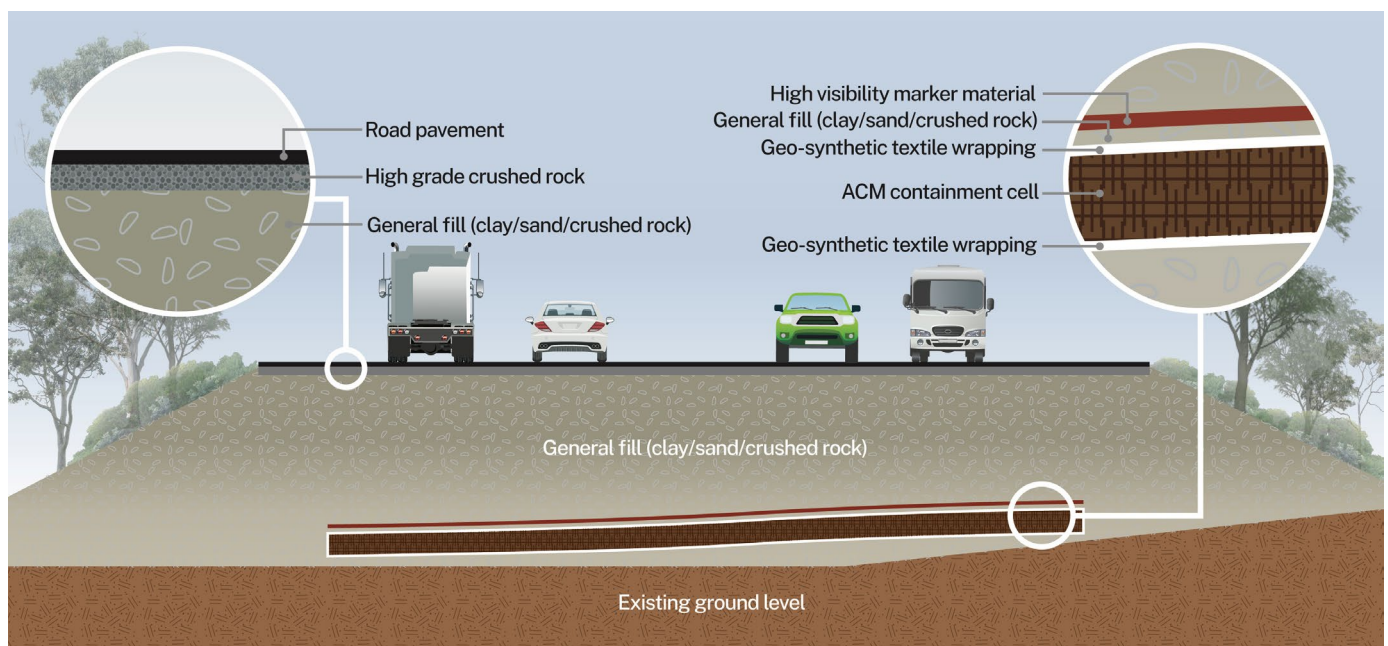 Road pavement
High grade crushed rock
General fill (clay/sand/crushed rock)
High visibility marker material
General fill (clay/sand/crushed rock)
Geo-synthetic textile wrapping
ACM containment cell
Geo-synthetic textile wrapping
General fill (clay/sand/crushed rock)
Existing ground level